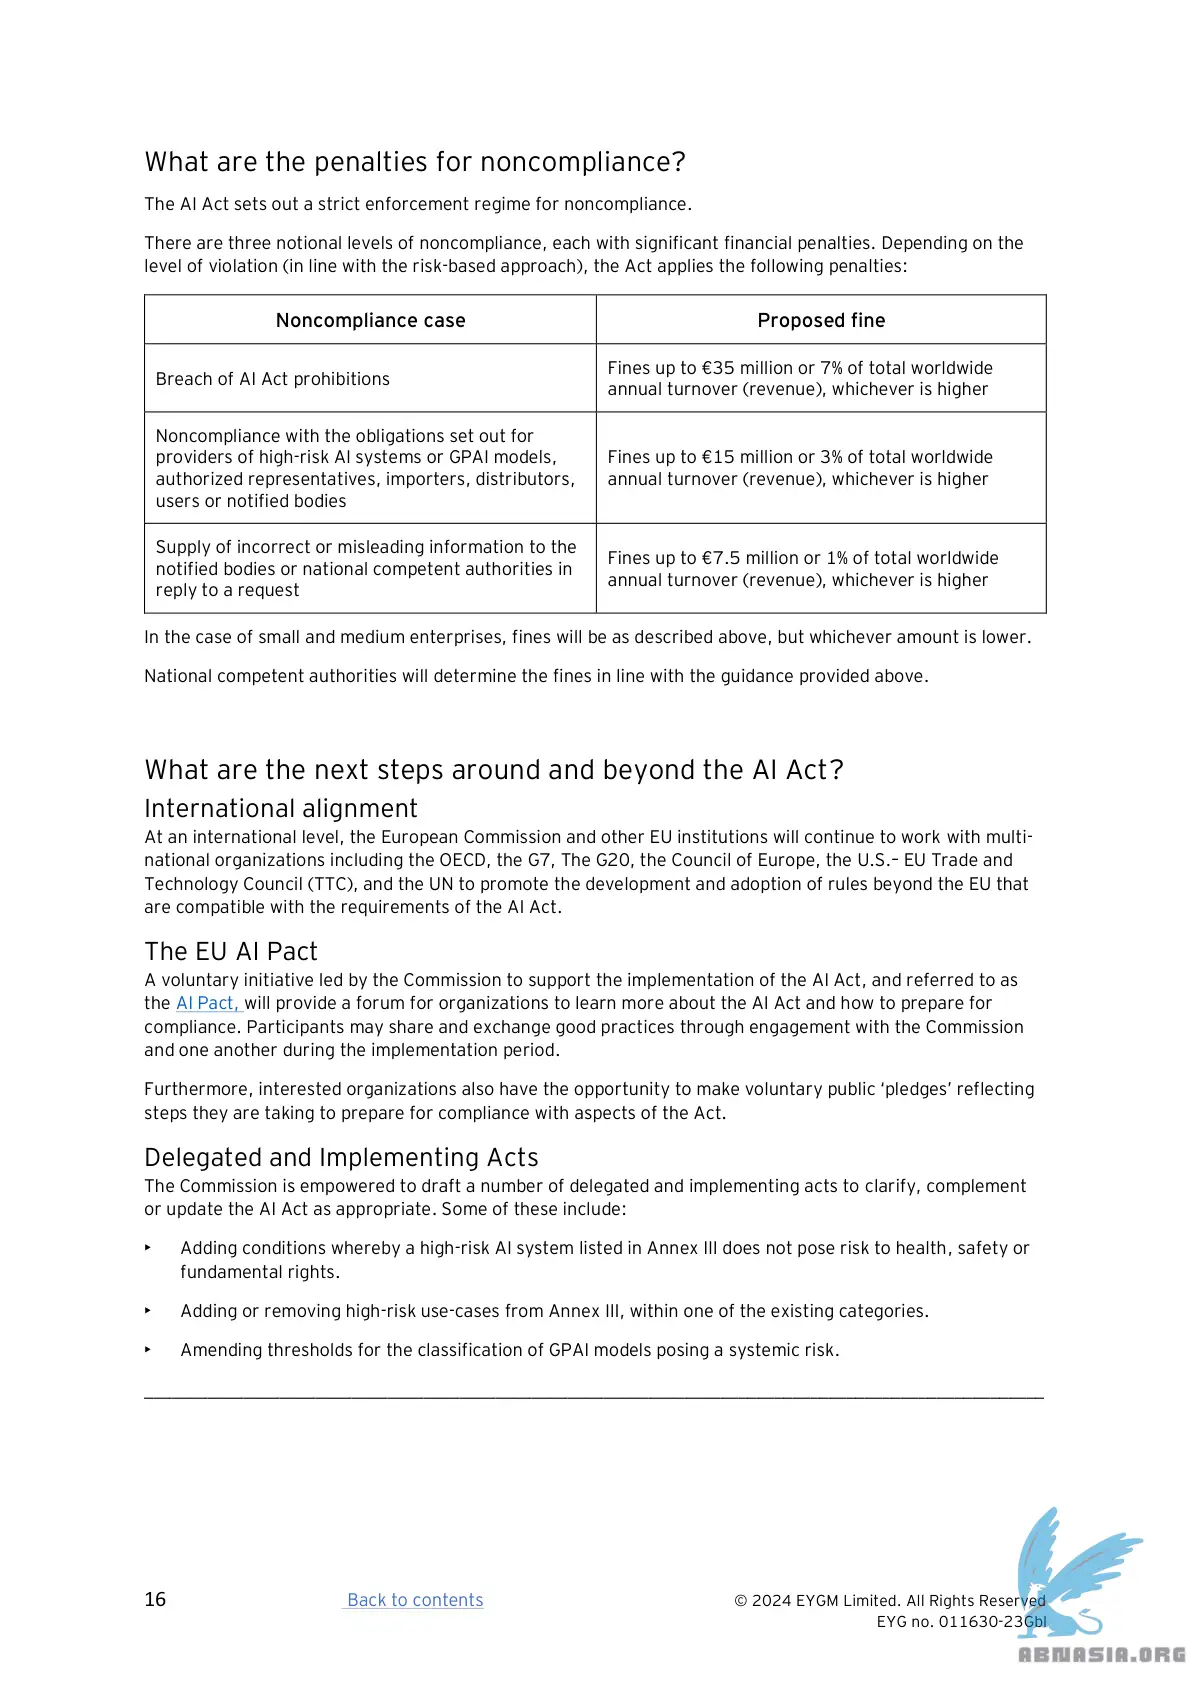 What are the penalties for noncompliance?
The AI Act sets out a strict enforcement regime for noncompliance.
There are three notional levels of noncompliance, each with significant financial penalties. Depending on the
level of violation (in line with the risk-based approach), the Act applies the following penalties:
Noncompliance case
Proposed fine
Breach of AI Act prohibitions
Fines up to €35 million or 7% of total worldwide
annual turnover (revenue), whichever is higher
Noncompliance with the obligations set out for
providers of high-risk AI systems or GPAI models,
authorized representatives, importers, distributors,
users or notified bodies
Fines up to €15 million or 3% of total worldwide
annual turnover (revenue), whichever is higher
Supply of incorrect or misleading information to the
notified bodies or national competent authorities in
reply to a request
Fines up to €7.5 million or 1% of total worldwide
annual turnover (revenue), whichever is higher
In the case of small and medium enterprises, fines will be as described above, but whichever amount is lower.
National competent authorities will determine the fines in line with the guidance provided above.
What are the next steps around and beyond the AI Act?
International alignment
At an international level, the European Commission and other EU institutions will continue to work with multi-
national organizations including the OECD, the G7, The G20, the Council of Europe, the U.S.– EU Trade and
Technology Council (TTC), and the UN to promote the development and adoption of rules beyond the EU that
are compatible with the requirements of the AI Act.
The EU AI Pact
A voluntary initiative led by the Commission to support the implementation of the AI Act, and referred to as
the AI Pact, will provide a forum for organizations to learn more about the AI Act and how to prepare for
compliance. Participants may share and exchange good practices through engagement with the Commission
and one another during the implementation period.
Furthermore, interested organizations also have the opportunity to make voluntary public ‘pledges’ reflecting
steps they are taking to prepare for compliance with aspects of the Act.
Delegated and Implementing Acts
The Commission is empowered to draft a number of delegated and implementing acts to clarify, complement
or update the AI Act as appropriate. Some of these include:
‣ Adding conditions whereby a high-risk AI system listed in Annex III does not pose risk to health, safety or
fundamental rights.
‣ Adding or removing high-risk use-cases from Annex III, within one of the existing categories.
‣ Amending thresholds for the classification of GPAI models posing a systemic risk.
16
Back to contents
© 2024 EYGM Limited. All Rights Reserved
EYG no. 011630-23Gbl
ABNASIA.ORG